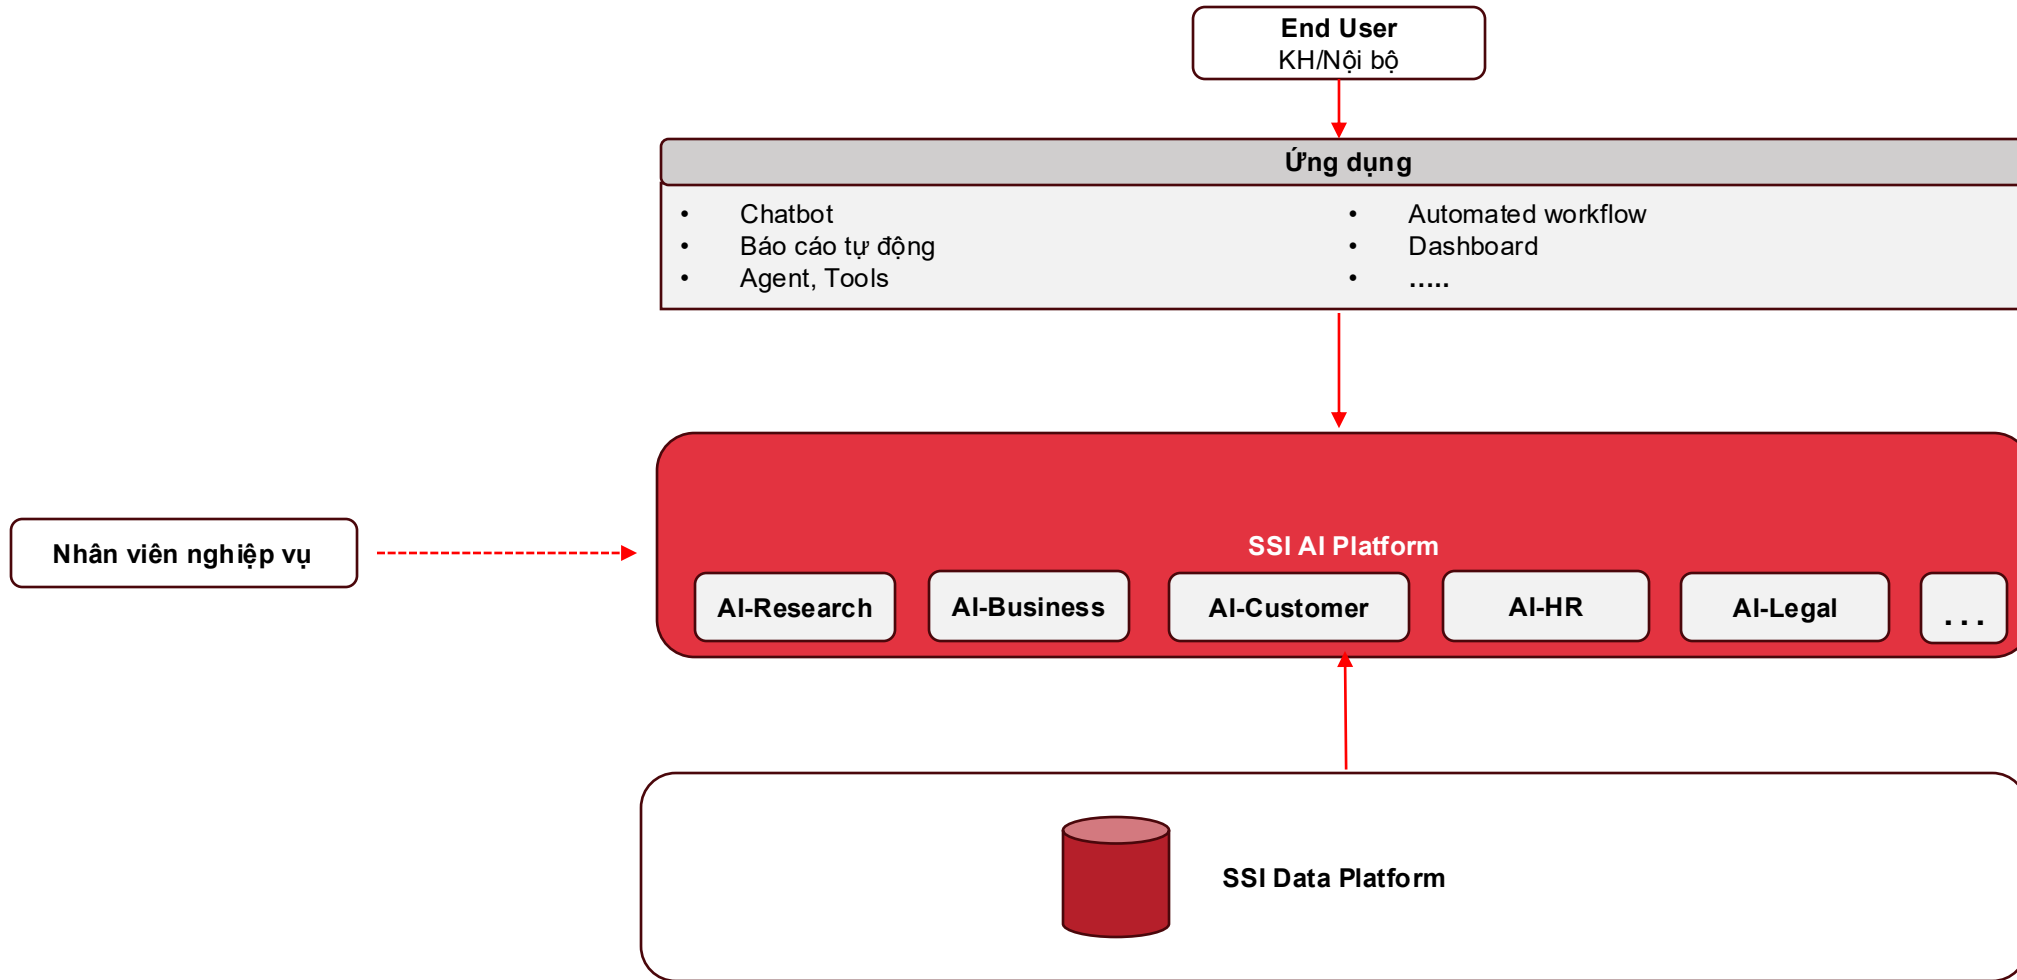 End User
KH/Nội bộ
Ứng dụng
• Chatbot
• Báo cáo tự động
• Agent, Tools
• Automated workflow
• Dashboard
• …..
Nhân viên nghiệp vụ
SSI AI Platform
AI-Research
AI-Business
AI-Customer
AI-HR
AI-Legal
...
SSI Data Platform